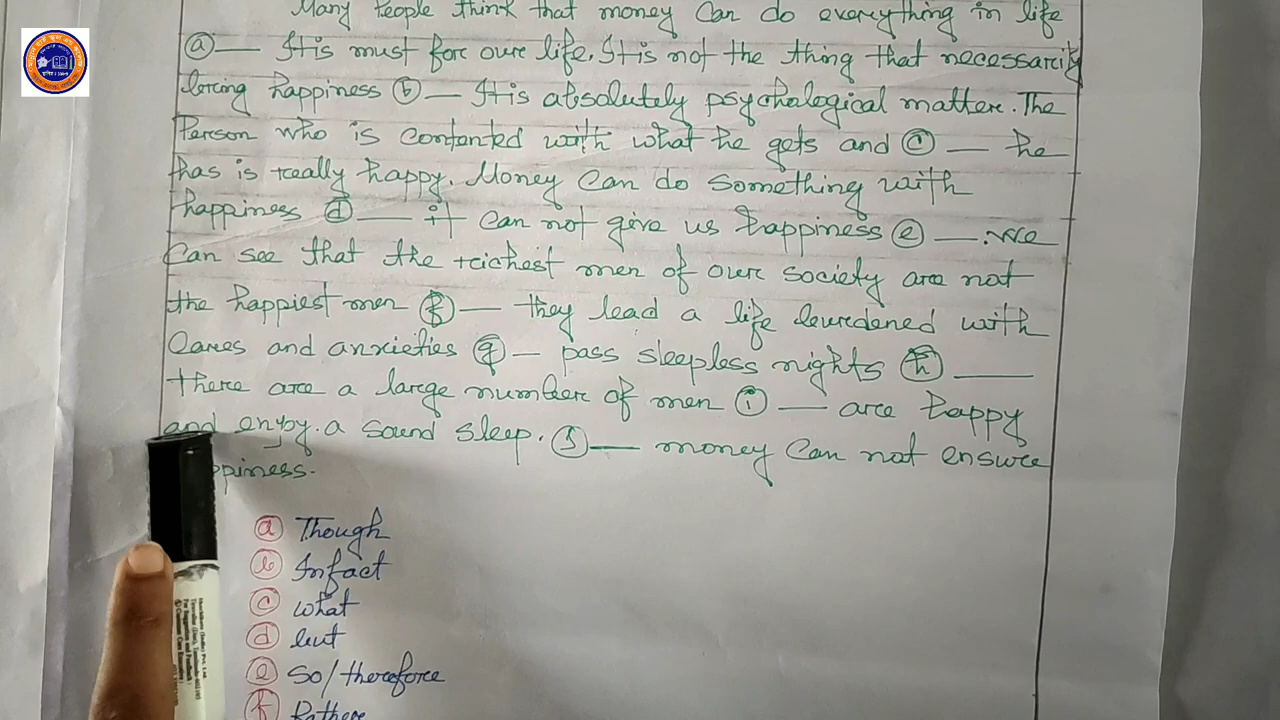 Many People think that money can do everything in life
(a) — It is must for our life. It is not the thing that necessarily
bring happiness (b) — It is absolutely psychological matter. The
Person who is contented with what he gets and (c) — he
has is really happy. Money can do something with
happiness (d) — it can not give us happiness (e) —. We
can see that the richest men of our society are not
the happiest men (f) — they lead a life burdened with
cares and anxieties (g) — pass sleepless nights (h) —
there are a large number of men (i) — are happy
and enjoy. a sound sleep. (j) — money can not ensure
ppiness.
(a) Though
(b) Infact
(c) what
(d) but
(e) So/therefore
(f) Rather